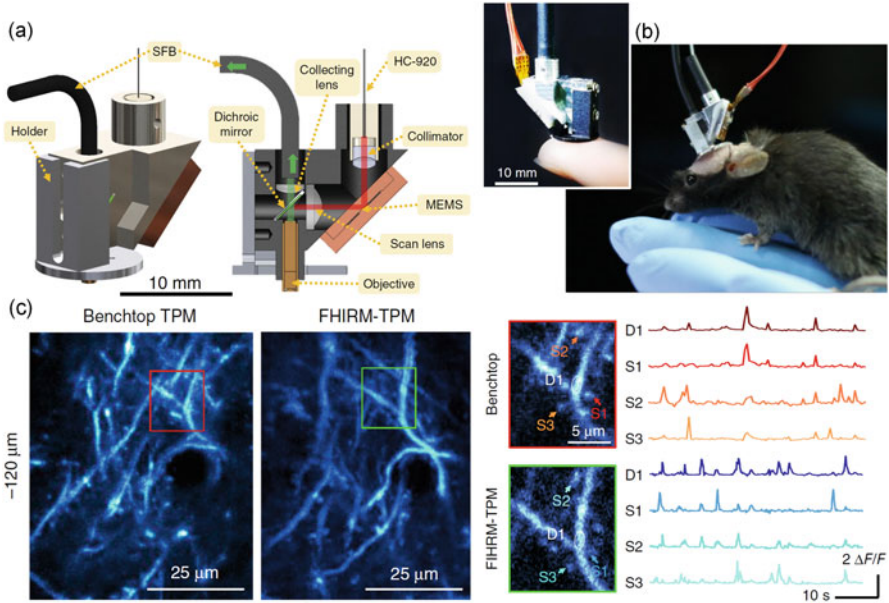 (a)
SFB
Holder
Dichroic
mirror
Collecting
lens
HC-920
Collimator
MEMS
Scan lens
Objective
10 mm
10 mm
(b)
(c)
Benchtop TPM
FHIRM-TPM
−120 μm
25 μm
25 μm
Benchtop
S2
D1
S1
S3
5 μm
FIHRM-TPM
S2
D1
S1
S3
D1
S1
S2
S3
D1
S1
S2
S3
2 ΔF/F
10 s